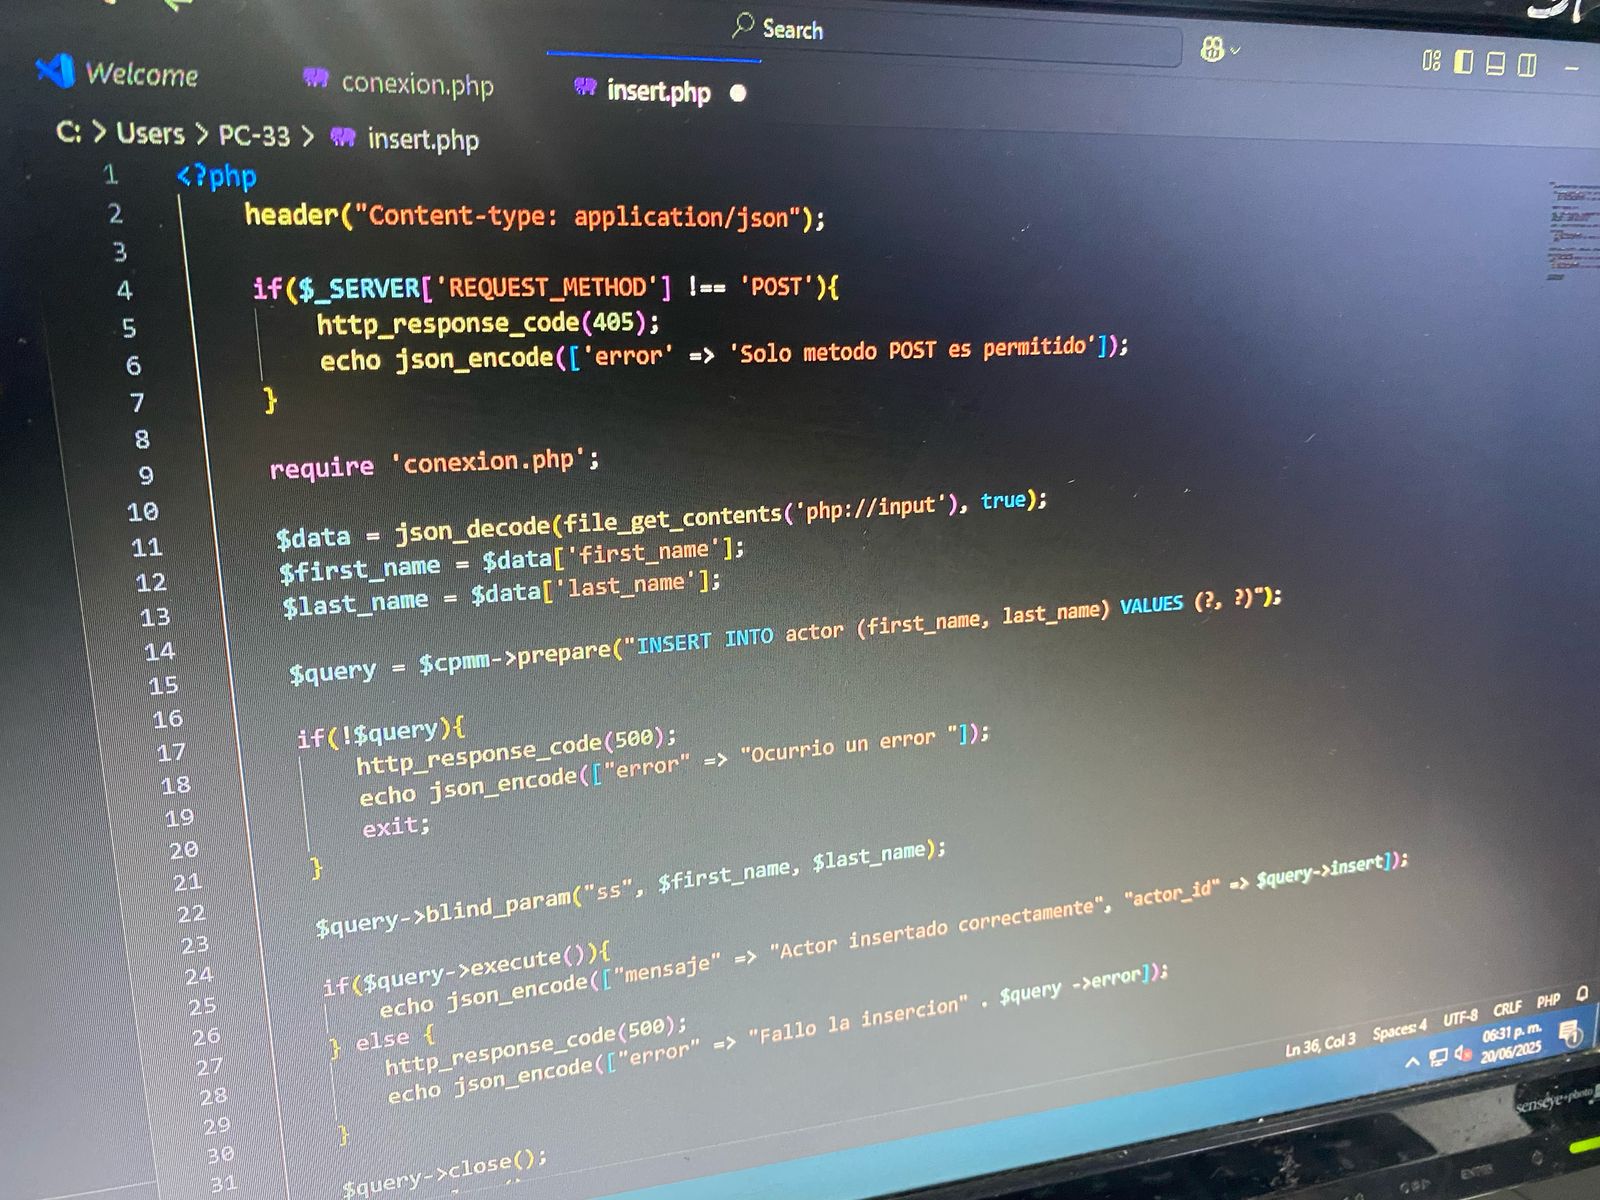 Search
Welcome
conexion.php
insert.php
C: > Users > PC-33 > insert.php
1 <?php
2 header("Content-type: application/json");
3
4 if($_SERVER['REQUEST_METHOD'] !== 'POST'){
5 http_response_code(405);
6 echo json_encode(['error' => 'Solo metodo POST es permitido']);
7 }
8
9 require 'conexion.php';
10
11 $data = json_decode(file_get_contents('php://input'), true);
12 $first_name = $data['first_name'];
13 $last_name = $data['last_name'];
14
15 $query = $cpmm->prepare("INSERT INTO actor (first_name, last_name) VALUES (?, ?)");
16
17 if(!$query){
18 http_response_code(500);
19 echo json_encode(["error" => "Ocurrio un error "]);
20 exit;
21 }
22
23 $query->blind_param("ss", $first_name, $last_name);
24
25 if($query->execute()){
26 echo json_encode(["mensaje" => "Actor insertado correctamente", "actor_id" => $query->insert]);
27 } else {
28 http_response_code(500);
29 echo json_encode(["error" => "Fallo la insercion" . $query ->error]);
30 }
31
$query->close();
Ln 36, Col 3 Spaces: 4 UTF-8 CRLF PHP
06:31 p. m.
20/06/2025
1
senseye+photo